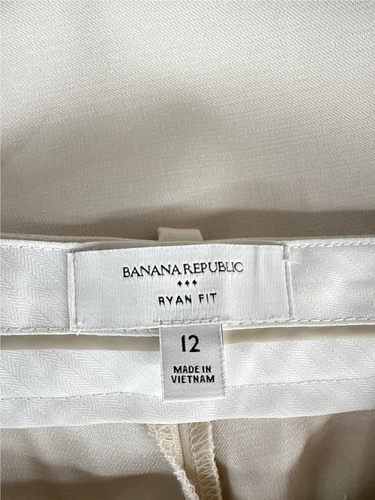 BANANA REPUBLIC
RYAN FIT
12
MADE IN
VIETNAM